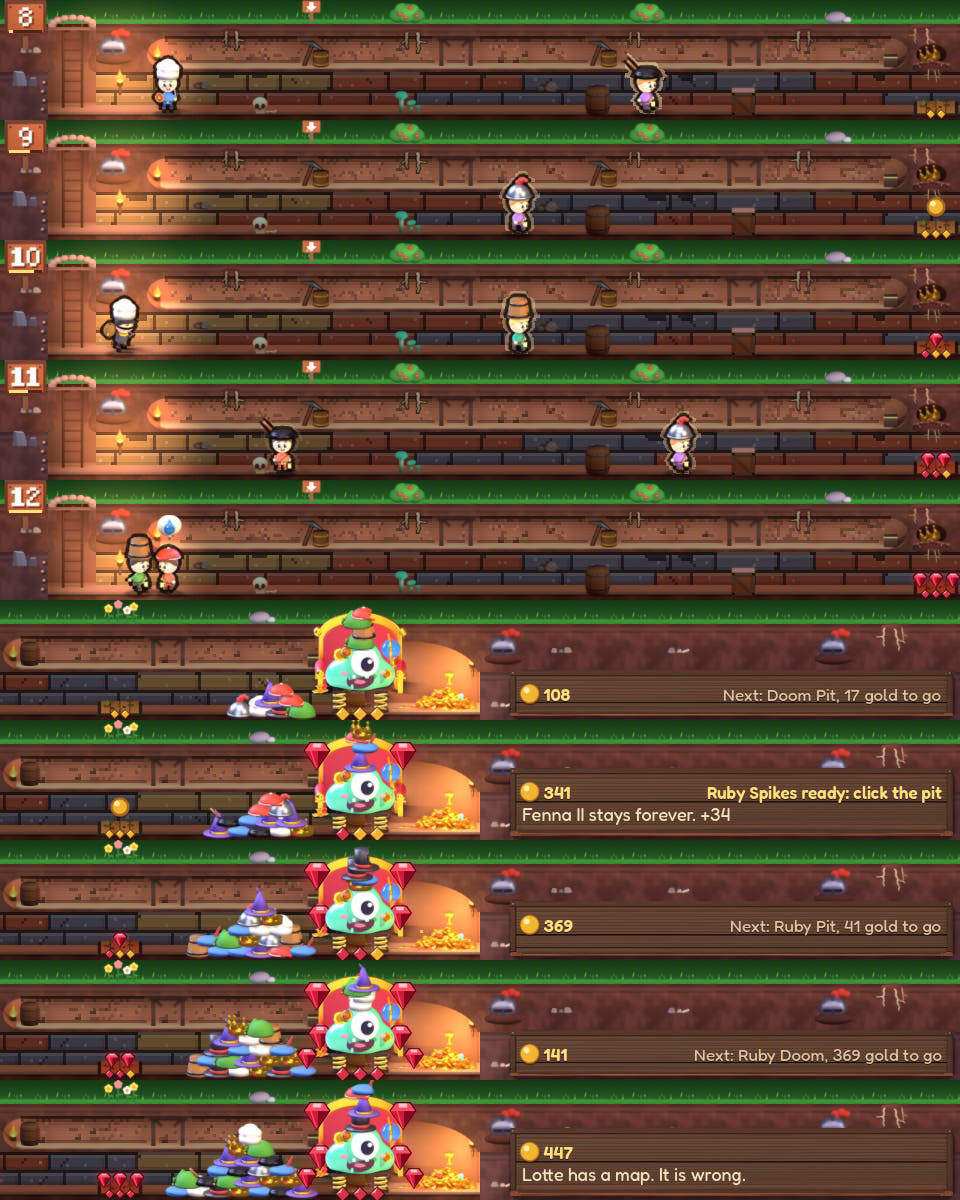 8
9
10
11
12
108 Next: Doom Pit, 17 gold to go
341 Ruby Spikes ready: click the pit
Fenna II stays forever. +34
369 Next: Ruby Pit, 41 gold to go
141 Next: Ruby Doom, 369 gold to go
447
Lotte has a map. It is wrong.